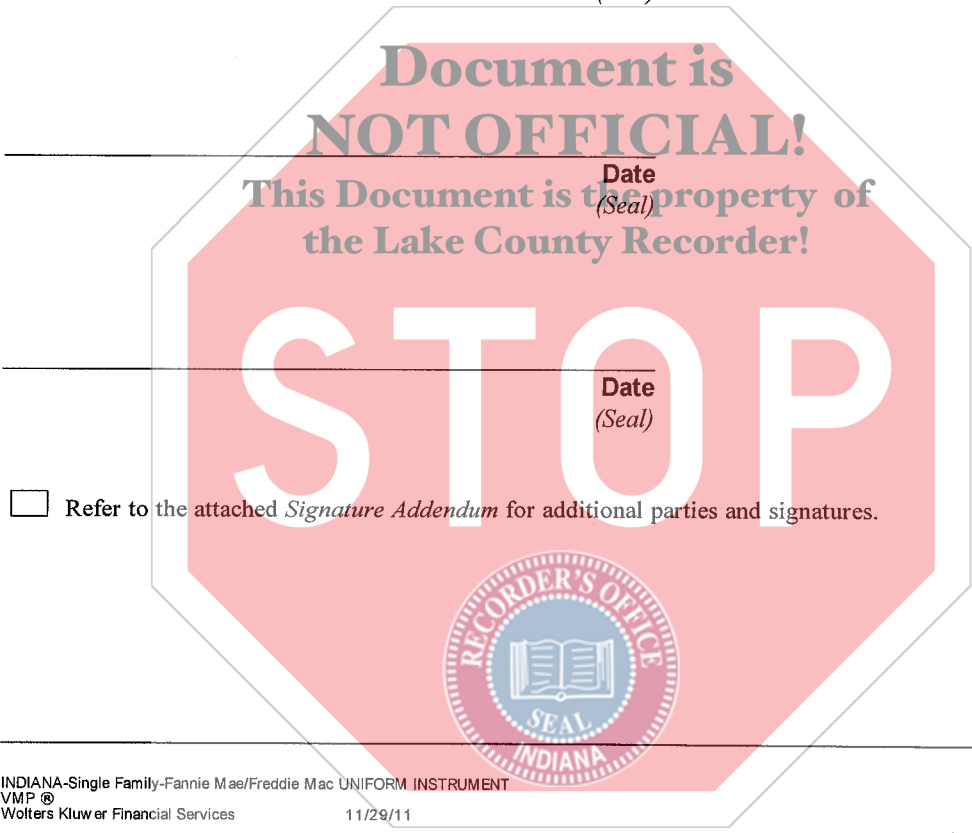 Document is
NOT OFFICIAL!
Date
This Document is the property of
(Seal)
the Lake County Recorder!
STOP
Date
(Seal)
Refer to the attached Signature Addendum for additional parties and signatures.
RECORDER'S OFFICE
SEAL
INDIANA
INDIANA-Single Family-Fannie Mae/Freddie Mac UNIFORM INSTRUMENT
VMP ®
Wolters Kluwer Financial Services 11/29/11